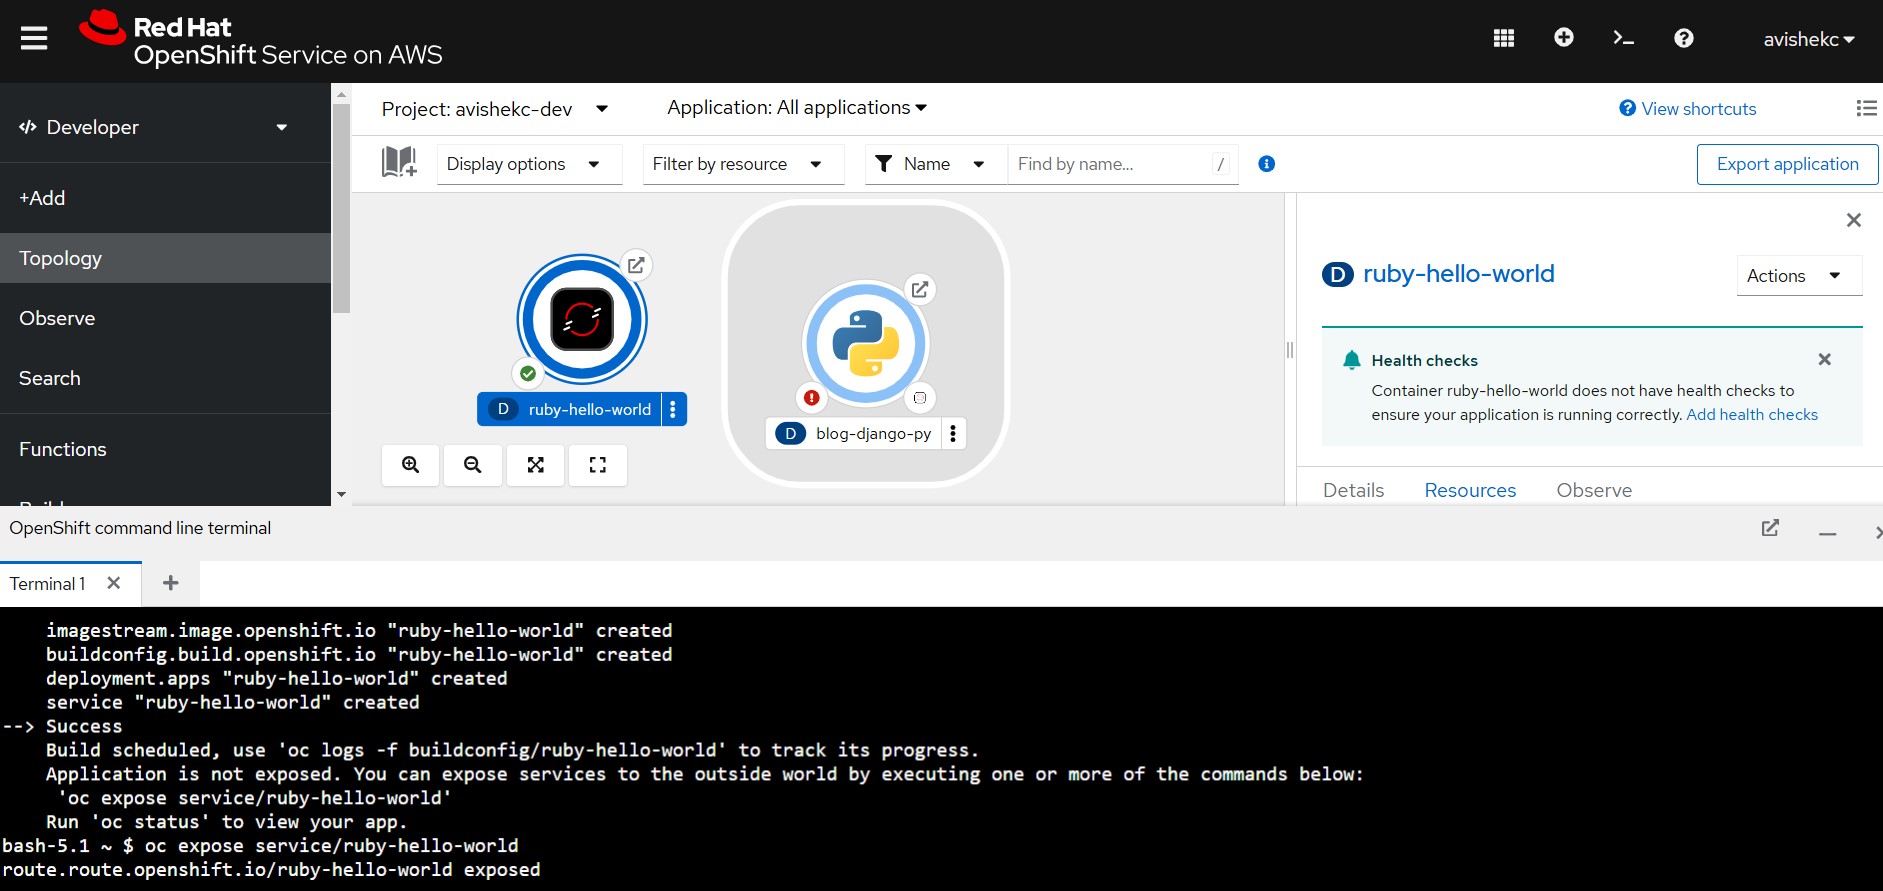 Red Hat
OpenShift Service on AWS
avishekc
Developer
+Add
Topology
Observe
Search
Functions
Project: avishekc-dev
Application: All applications
View shortcuts
Display options
Filter by resource
Name
Find by name...
/
Export application
D ruby-hello-world
D blog-django-py
D ruby-hello-world
Actions
Health checks
Container ruby-hello-world does not have health checks to
ensure your application is running correctly. Add health checks
Details Resources Observe
OpenShift command line terminal
Terminal 1
imagestream.image.openshift.io "ruby-hello-world" created
buildconfig.build.openshift.io "ruby-hello-world" created
deployment.apps "ruby-hello-world" created
service "ruby-hello-world" created
--> Success
Build scheduled, use 'oc logs -f buildconfig/ruby-hello-world' to track its progress.
Application is not exposed. You can expose services to the outside world by executing one or more of the commands below:
'oc expose service/ruby-hello-world'
Run 'oc status' to view your app.
bash-5.1 ~ $ oc expose service/ruby-hello-world
route.route.openshift.io/ruby-hello-world exposed